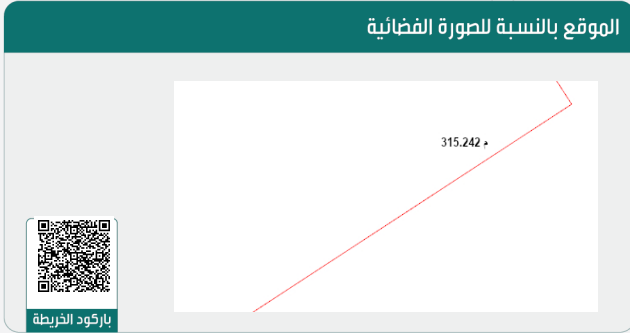 الموقع بالنسبة للصورة الفضائية
315.242 م
باركود الخريطة